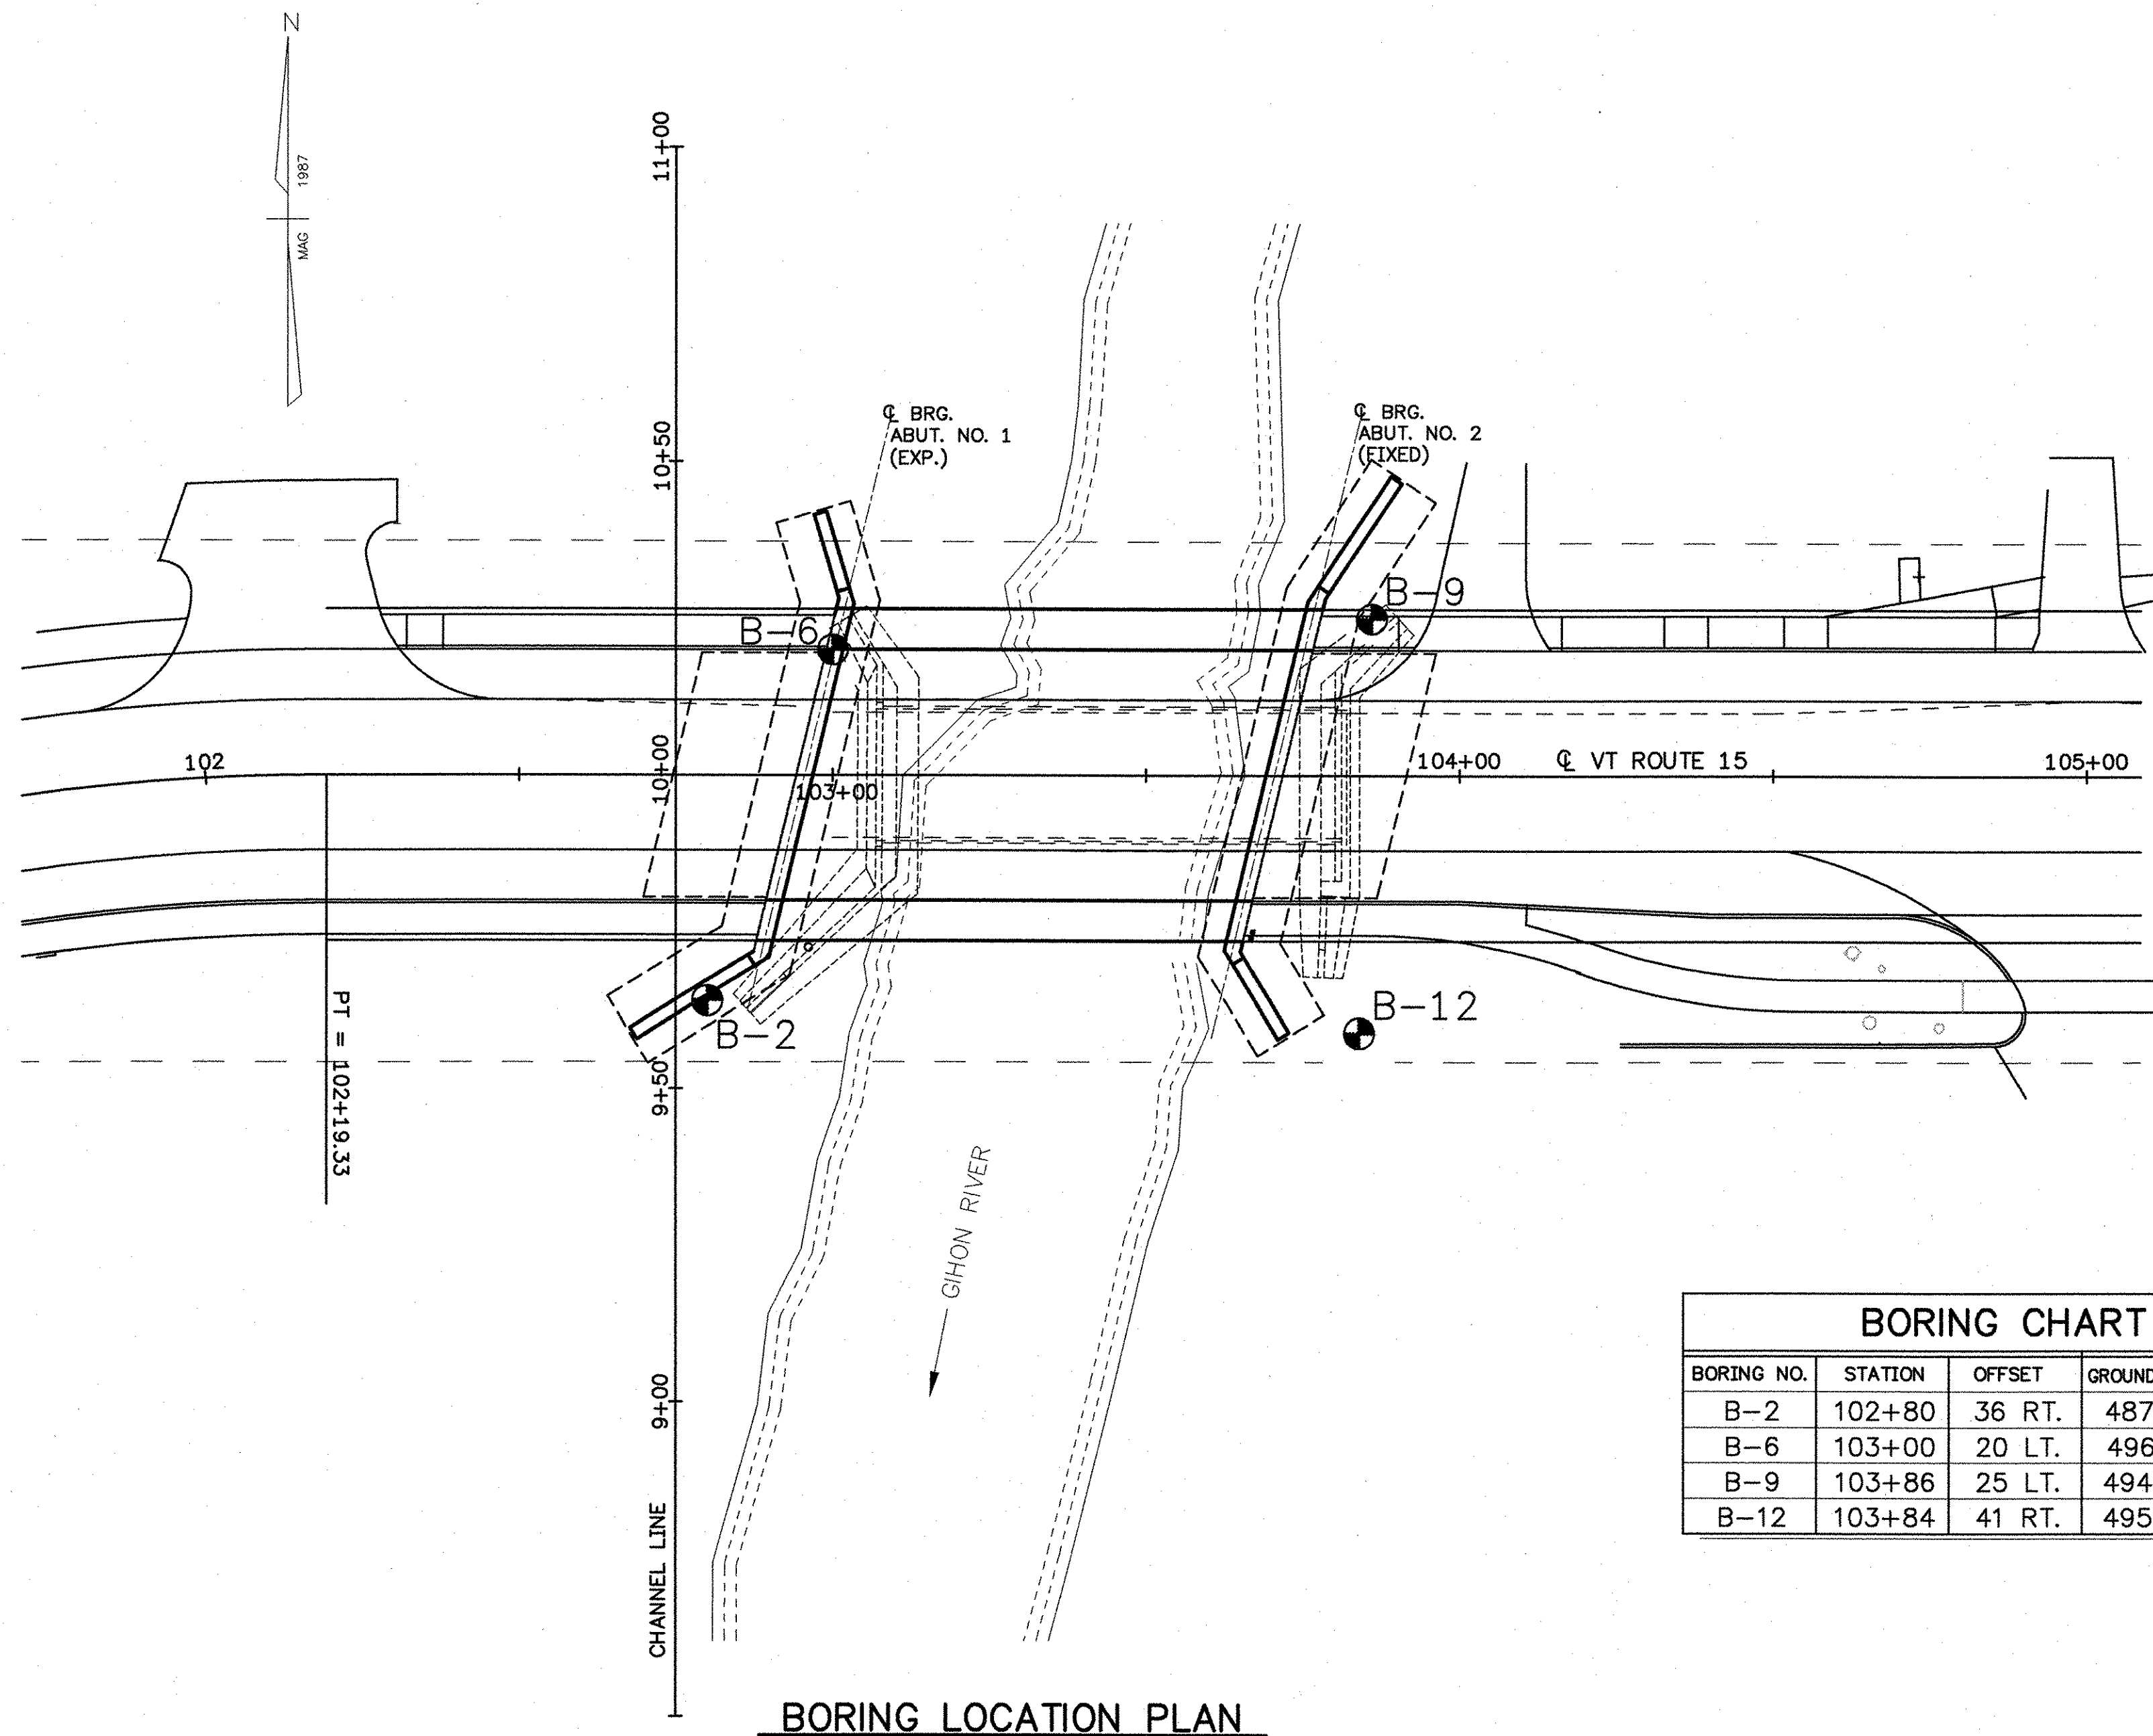 N
MAG 1987
11+00
10+50
10+00
9+50
9+00
CHANNEL LINE
℄ BRG.
ABUT. NO. 1
(EXP.)
℄ BRG.
ABUT. NO. 2
(FIXED)
B-6
B-9
102
103+00
104+00
℄ VT ROUTE 15
105+00
B-2
B-12
PT = 102+19.33
GIHON RIVER
BORING CHART
BORING NO. STATION OFFSET GROUND
B-2 102+80 36 RT. 487
B-6 103+00 20 LT. 496
B-9 103+86 25 LT. 494
B-12 103+84 41 RT. 495
BORING LOCATION PLAN